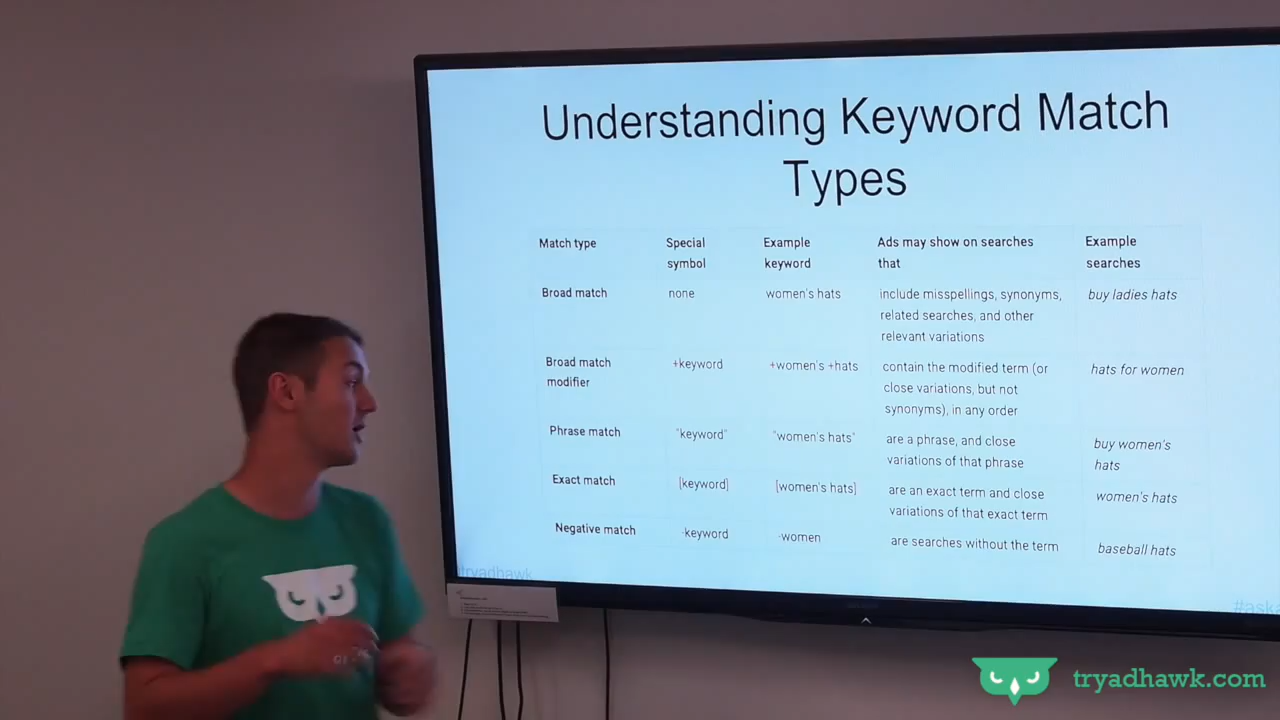 Understanding Keyword Match
Types
Match type Special Example Ads may show on searches Example
symbol keyword that searches
Broad match none women's hats include misspellings, synonyms, buy ladies hats
related searches, and other
relevant variations
Broad match +keyword +women's +hats contain the modified term (or hats for women
modifier close variations, but not
synonyms), in any order
Phrase match "keyword" "women's hats" are a phrase, and close buy women's
variations of that phrase hats
Exact match [keyword] [women's hats] are an exact term and close women's hats
variations of that exact term
Negative match -keyword -women are searches without the term baseball hats
#tryadhawk
tryadhawk.com